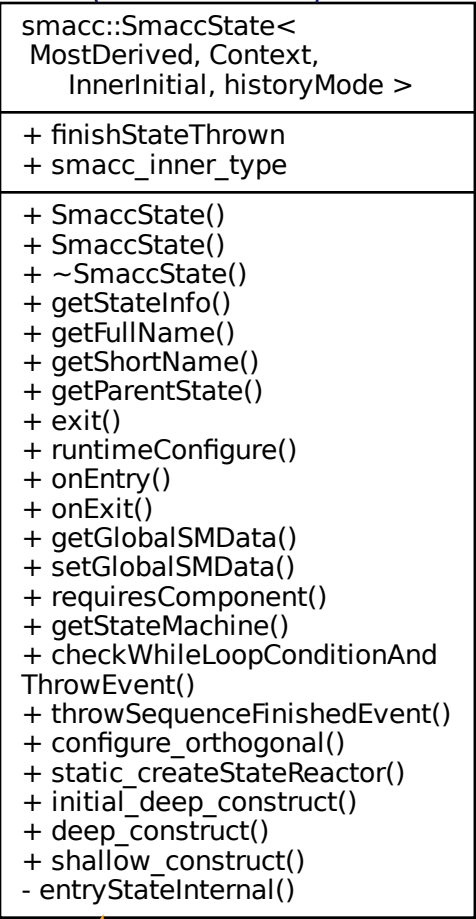 smacc::SmaccState<
MostDerived, Context,
InnerInitial, historyMode >
+ finishStateThrown
+ smacc_inner_type
+ SmaccState()
+ SmaccState()
+ ~SmaccState()
+ getStateInfo()
+ getFullName()
+ getShortName()
+ getParentState()
+ exit()
+ runtimeConfigure()
+ onEntry()
+ onExit()
+ getGlobalSMData()
+ setGlobalSMData()
+ requiresComponent()
+ getStateMachine()
+ checkWhileLoopConditionAnd
ThrowEvent()
+ throwSequenceFinishedEvent()
+ configure_orthogonal()
+ static_createStateReactor()
+ initial_deep_construct()
+ deep_construct()
+ shallow_construct()
- entryStateInternal()